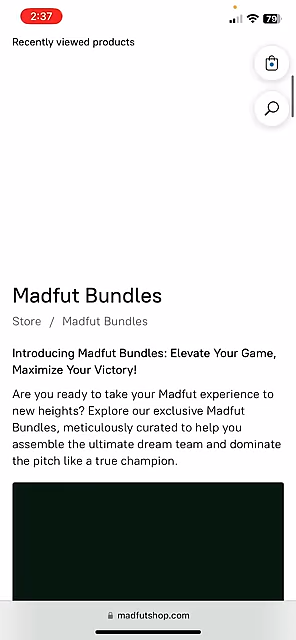 2:37
79
Recently viewed products
Madfut Bundles
Store / Madfut Bundles
Introducing Madfut Bundles: Elevate Your Game,
Maximize Your Victory!
Are you ready to take your Madfut experience to
new heights? Explore our exclusive Madfut
Bundles, meticulously curated to help you
assemble the ultimate dream team and dominate
the pitch like a true champion.
madfutshop.com